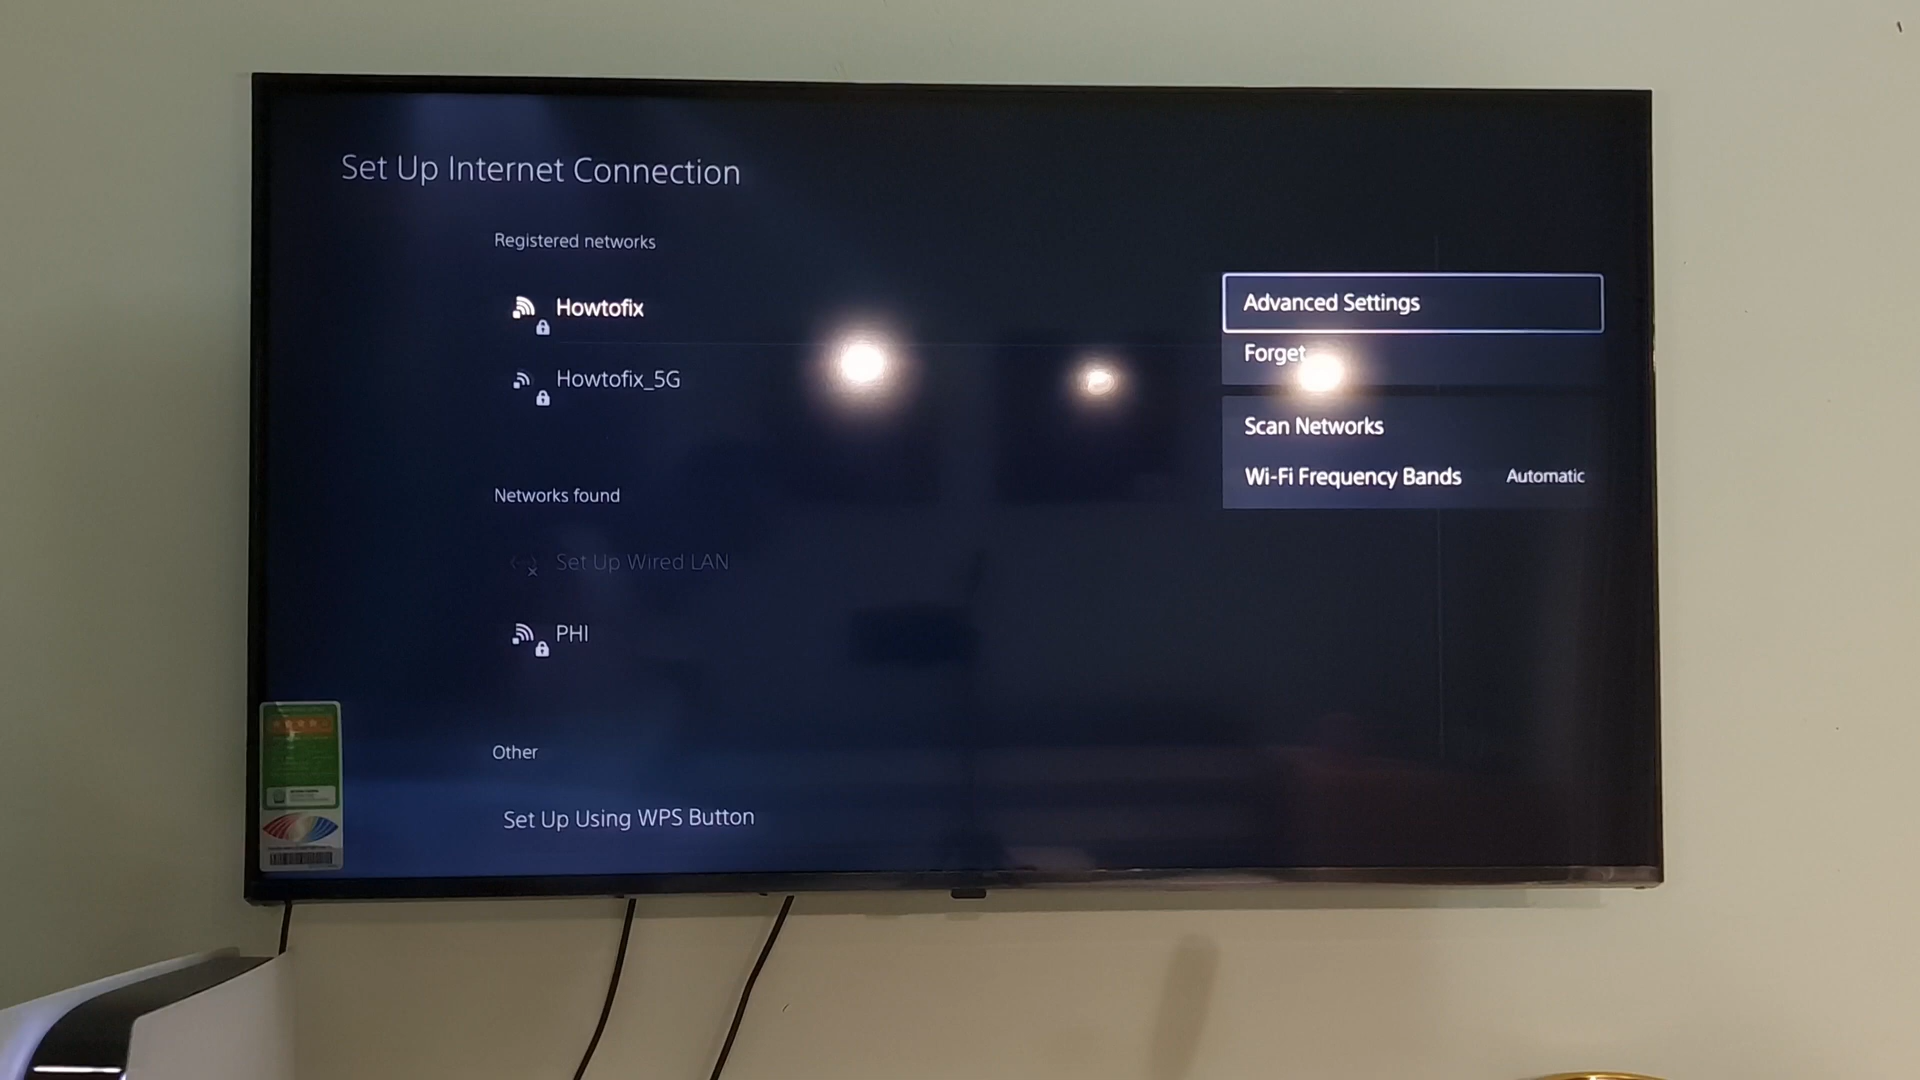 Set Up Internet Connection
Registered networks
Howtofix
Howtofix_5G
Advanced Settings
Forget
Scan Networks
Wi-Fi Frequency Bands Automatic
Networks found
Set Up Wired LAN
PHI
Other
Set Up Using WPS Button